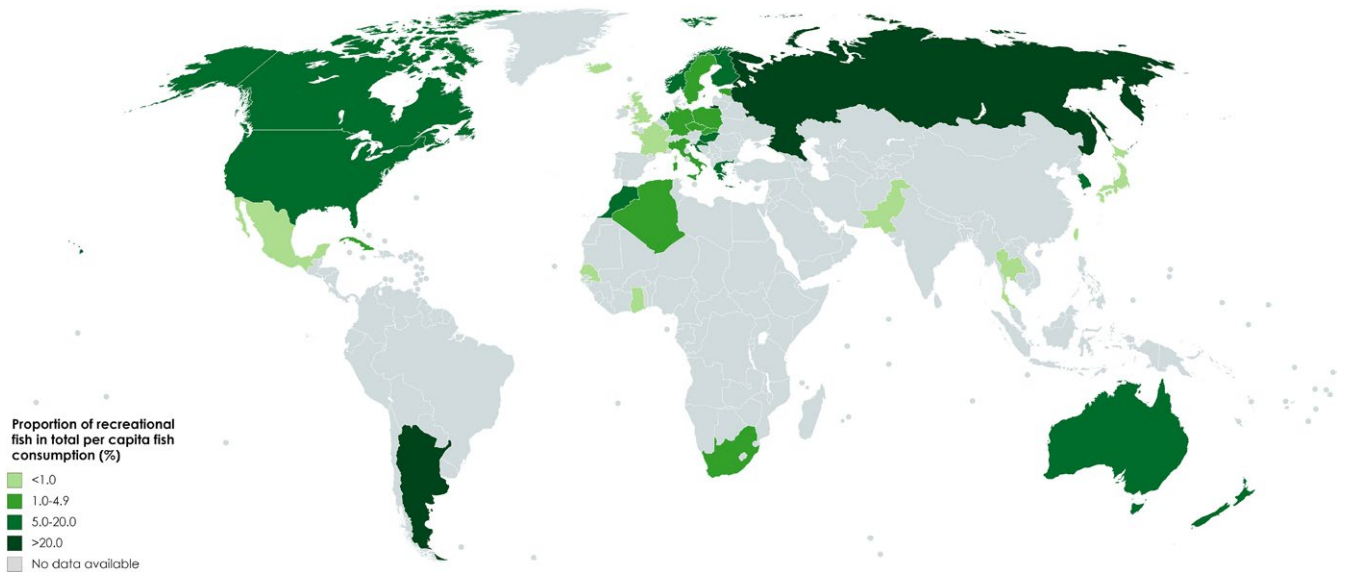 Proportion of recreational
fish in total per capita fish
consumption (%)
<1.0
1.0-4.9
5.0-20.0
>20.0
No data available